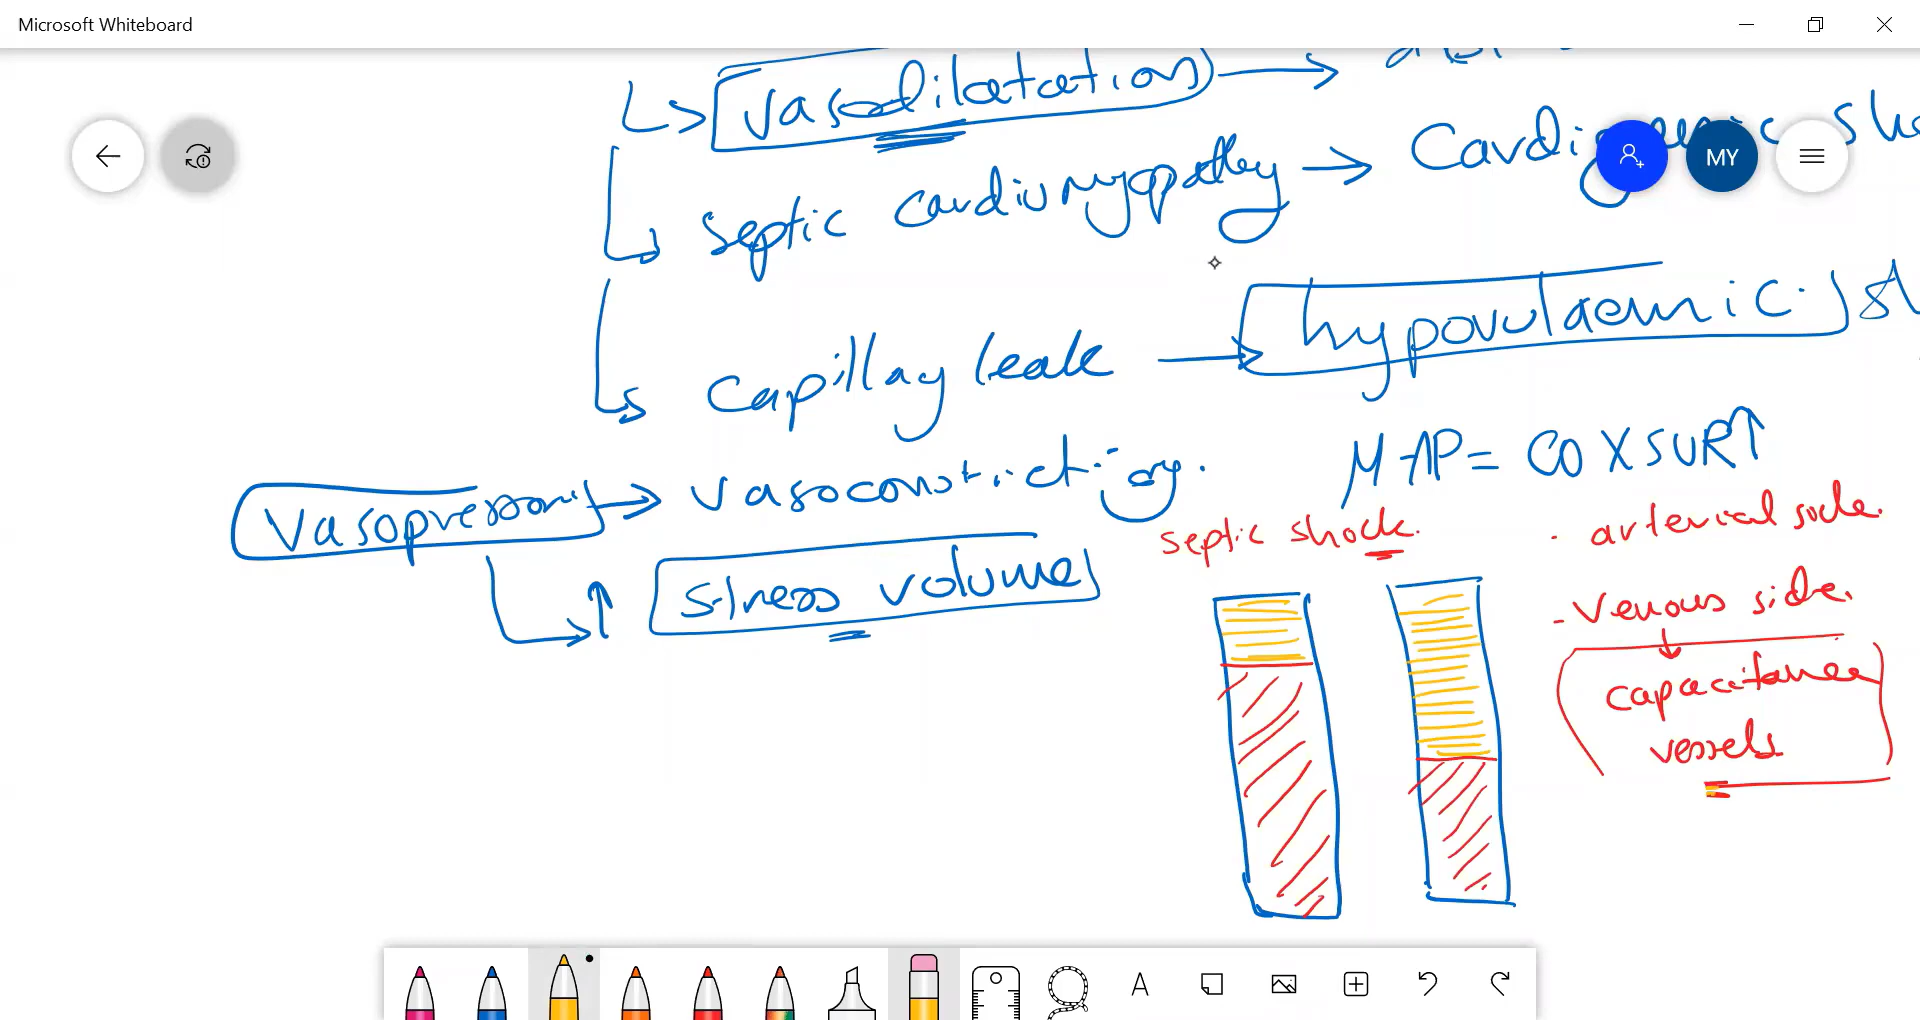 Microsoft Whiteboard
vasodilatation →
septic cardiomyopathy → Cardiogenic
MY
Capillary leak → hypovolaemic
MAP = CO X SVR↑
Vasopressors → vasoconstriction.
↑ stress volume
septic shock.
· arterial side.
- venous side.
capacitance
vessels
A